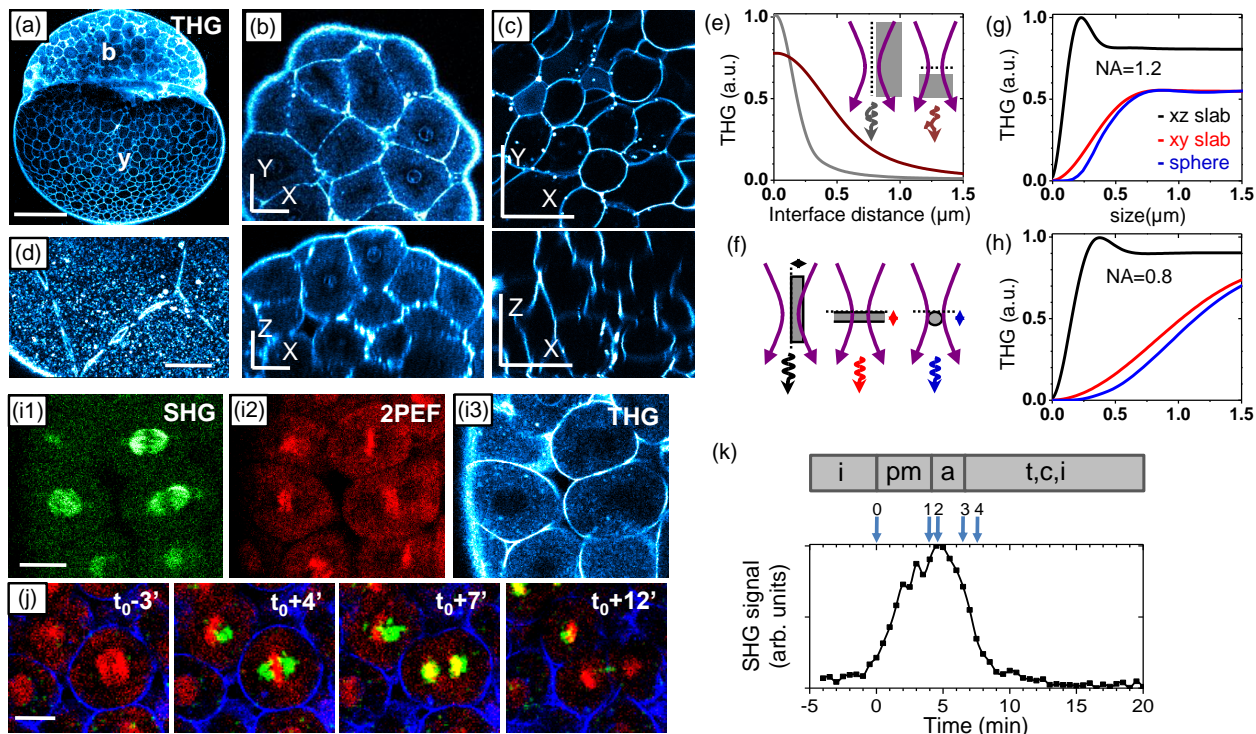 (a) THG
b
y
(b)
Y
X
Z
X
(c)
Y
X
Z
X
(d)
(e)
THG (a.u.)
1.0
0.5
0.0
0.0 0.5 1.0 1.5
Interface distance (μm)
(f)
(g)
THG (a.u.)
1.0
0.5
0.0
NA=1.2
xz slab
xy slab
sphere
0.0 0.5 1.0 1.5
size(μm)
(h)
THG (a.u.)
1.0
0.5
0.0
NA=0.8
0.0 0.5 1.0 1.5
(i1) SHG
(i2) 2PEF
(i3) THG
(j) t0-3’
t0+4’
t0+7’
t0+12’
(k)
i pm a t,c,i
0 1 2 3 4
SHG signal
(arb. units)
-5 0 5 10 15 20
Time (min)